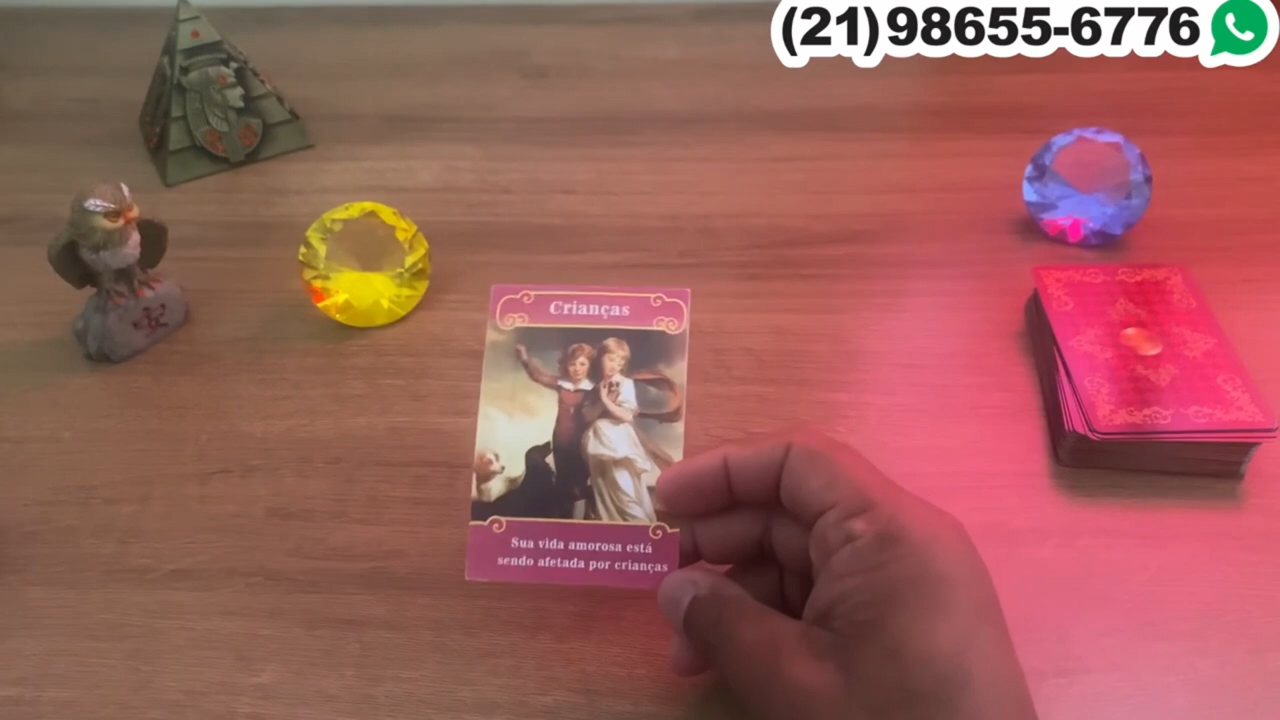 (21)98655-6776
Crianças
Sua vida amorosa está
sendo afetada por crianças